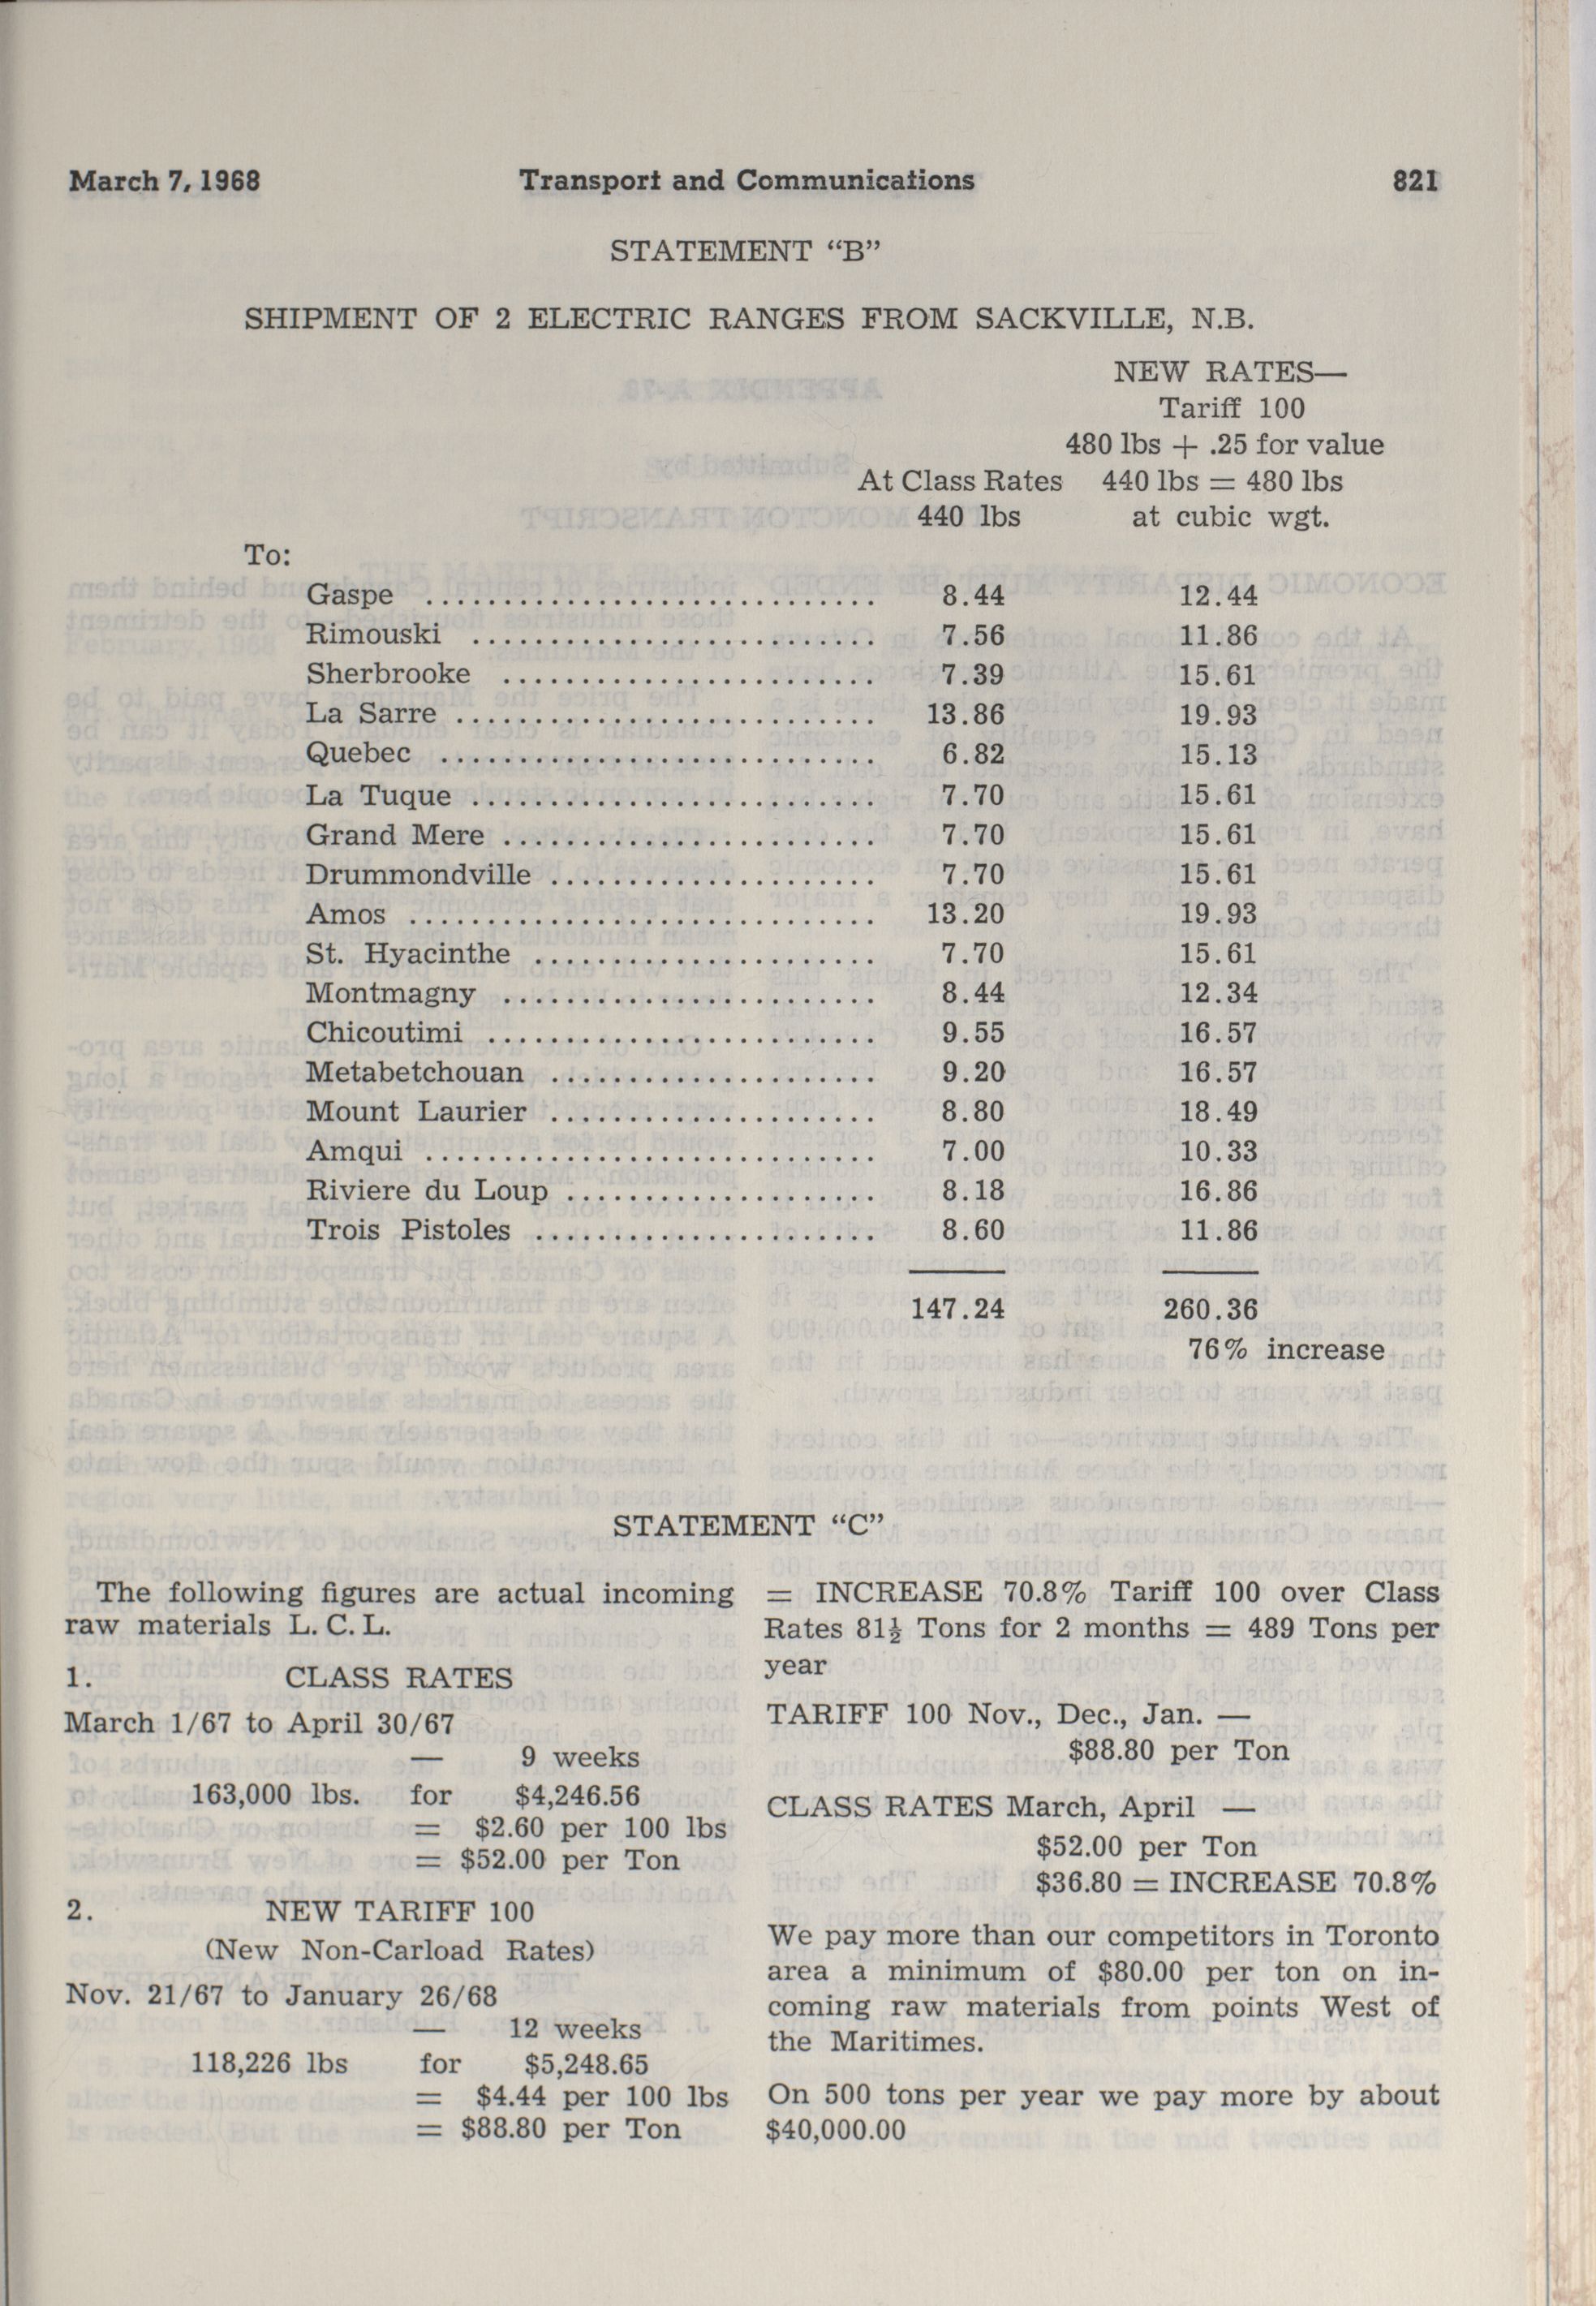 March 7, 1968 Transport and Communications 821
STATEMENT “B”
SHIPMENT OF 2 ELECTRIC RANGES FROM SACKVILLE, N.B.
NEW RATES—
Tariff 100
480 lbs + .25 for value
At Class Rates 440 lbs = 480 lbs
440 lbs at cubic wgt.
To:
Gaspe .............................. 8.44 12.44
Rimouski .......................... 7.56 11.86
Sherbrooke ........................ 7.39 15.61
La Sarre ........................... 13.86 19.93
Quebec ............................ 6.82 15.13
La Tuque .......................... 7.70 15.61
Grand Mere ........................ 7.70 15.61
Drummondville ..................... 7.70 15.61
Amos .............................. 13.20 19.93
St. Hyacinthe ...................... 7.70 15.61
Montmagny ........................ 8.44 12.34
Chicoutimi ......................... 9.55 16.57
Metabetchouan ..................... 9.20 16.57
Mount Laurier ..................... 8.80 18.49
Amqui ............................. 7.00 10.33
Riviere du Loup .................... 8.18 16.86
Trois Pistoles ...................... 8.60 11.86
147.24 260.36
76% increase
STATEMENT “C”
The following figures are actual incoming
raw materials L. C. L.
1. CLASS RATES
March 1/67 to April 30/67
— 9 weeks
163,000 lbs. for $4,246.56
= $2.60 per 100 lbs
= $52.00 per Ton
2. NEW TARIFF 100
(New Non-Carload Rates)
Nov. 21/67 to January 26/68
— 12 weeks
118,226 lbs for $5,248.65
= $4.44 per 100 lbs
= $88.80 per Ton
= INCREASE 70.8% Tariff 100 over Class
Rates 81½ Tons for 2 months = 489 Tons per
year
TARIFF 100 Nov., Dec., Jan. —
$88.80 per Ton
CLASS RATES March, April —
$52.00 per Ton
$36.80 = INCREASE 70.8%
We pay more than our competitors in Toronto
area a minimum of $80.00 per ton on in-
coming raw materials from points West of
the Maritimes.
On 500 tons per year we pay more by about
$40,000.00